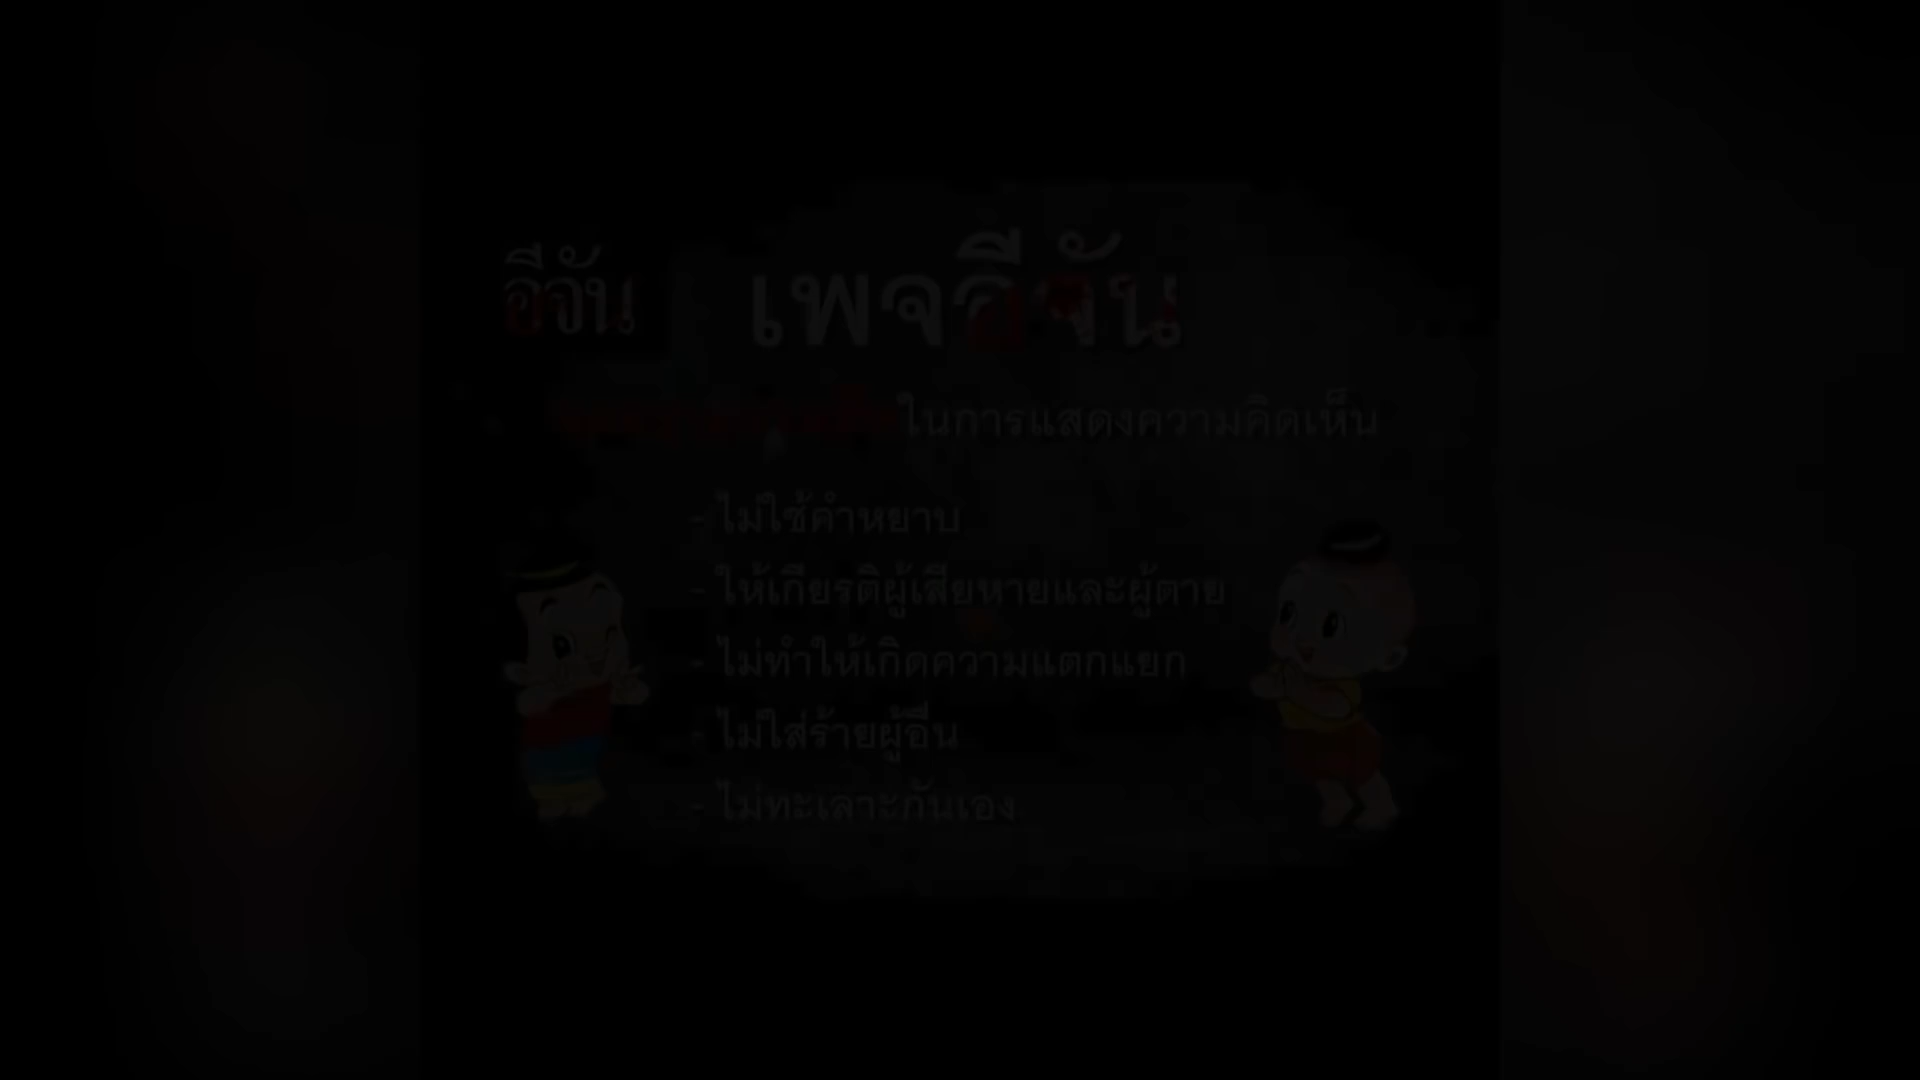 อีจัน
เพจอีจัน
ในการแสดงความคิดเห็น
- ไม่ใช้คำหยาบ
- ให้เกียรติผู้เสียหายและผู้ตาย
- ไม่ทำให้เกิดความแตกแยก
- ไม่ใส่ร้ายผู้อื่น
- ไม่ทะเลาะกันเอง